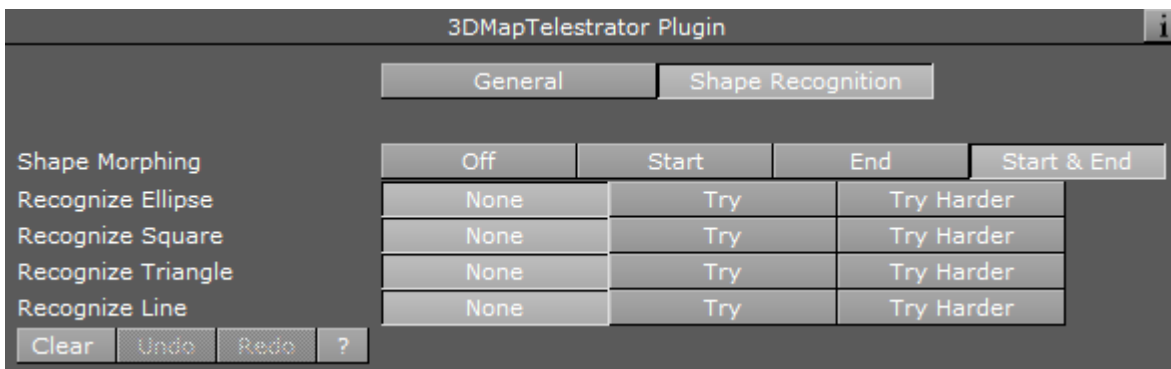 3DMapTelestrator Plugin i
General Shape Recognition
Shape Morphing Off Start End Start & End
Recognize Ellipse None Try Try Harder
Recognize Square None Try Try Harder
Recognize Triangle None Try Try Harder
Recognize Line None Try Try Harder
Clear Undo Redo ?